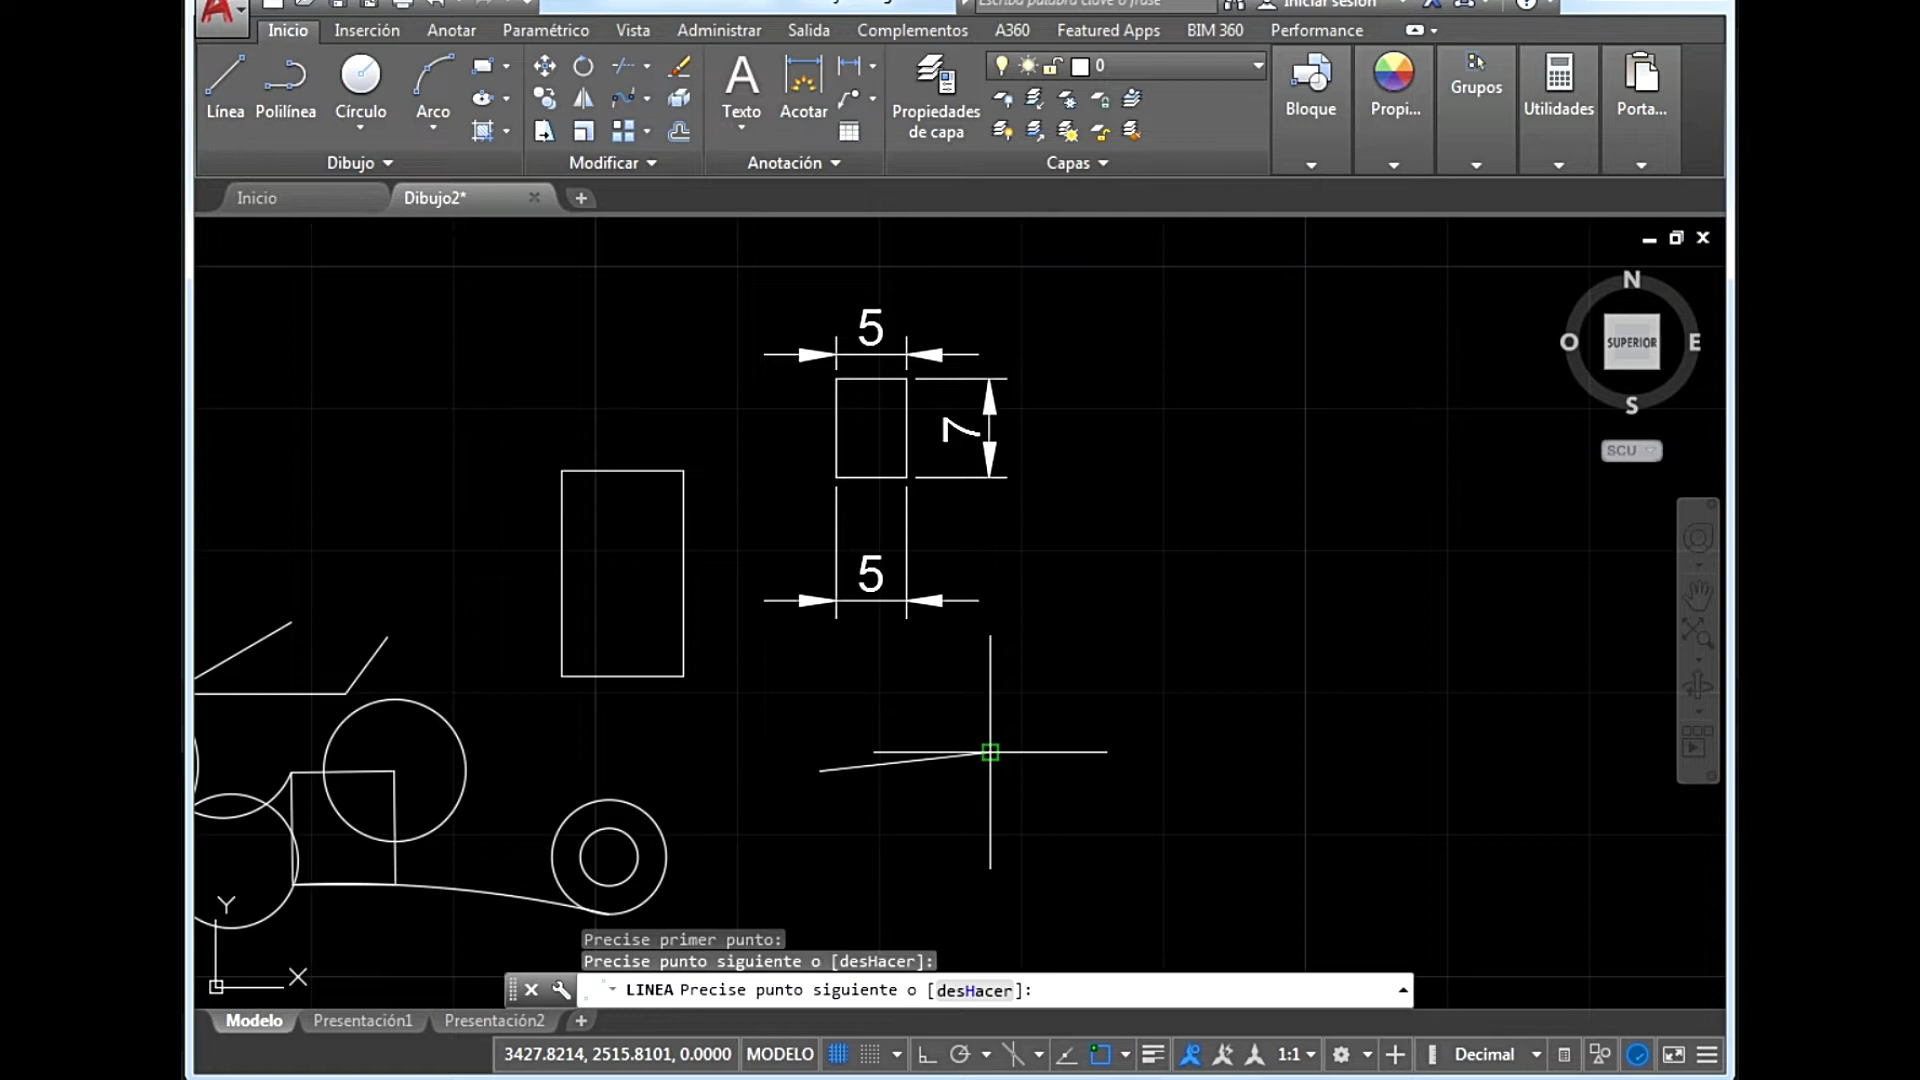 Iniciar sesión
Inicio Inserción Anotar Paramétrico Vista Administrar Salida Complementos A360 Featured Apps BIM 360 Performance
Línea Polilínea Círculo Arco
Texto Acotar
Propiedades de capa
0
Bloque Propi... Grupos Utilidades Porta...
Dibujo Modificar Anotación Capas
Inicio Dibujo2*
N
O SUPERIOR E
S
SCU
5
7
5
Y
X
Precise primer punto:
Precise punto siguiente o [desHacer]:
LINEA Precise punto siguiente o [desHacer]:
Modelo Presentación1 Presentación2
3427.8214, 2515.8101, 0.0000 MODELO 1:1 Decimal